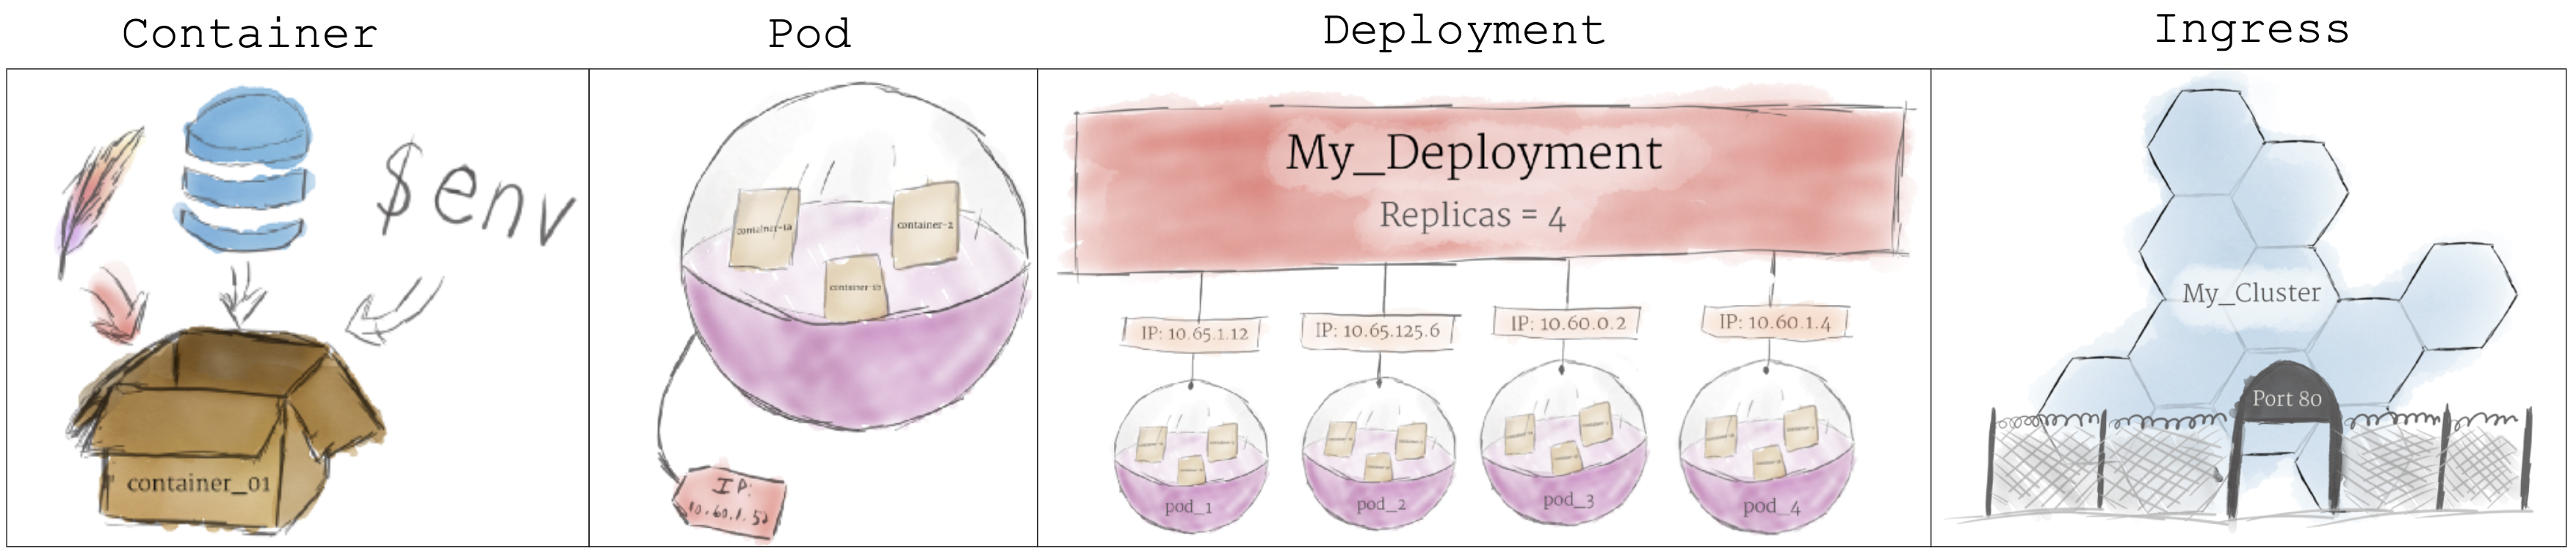 Container
Pod
Deployment
Ingress
$env
container_01
container-1a
container-2
container-1b
IP:
10.60.1.52
My_Deployment
Replicas = 4
IP: 10.65.1.12
IP: 10.65.125.6
IP: 10.60.0.2
IP: 10.60.1.4
pod_1
pod_2
pod_3
pod_4
My_Cluster
Port 80